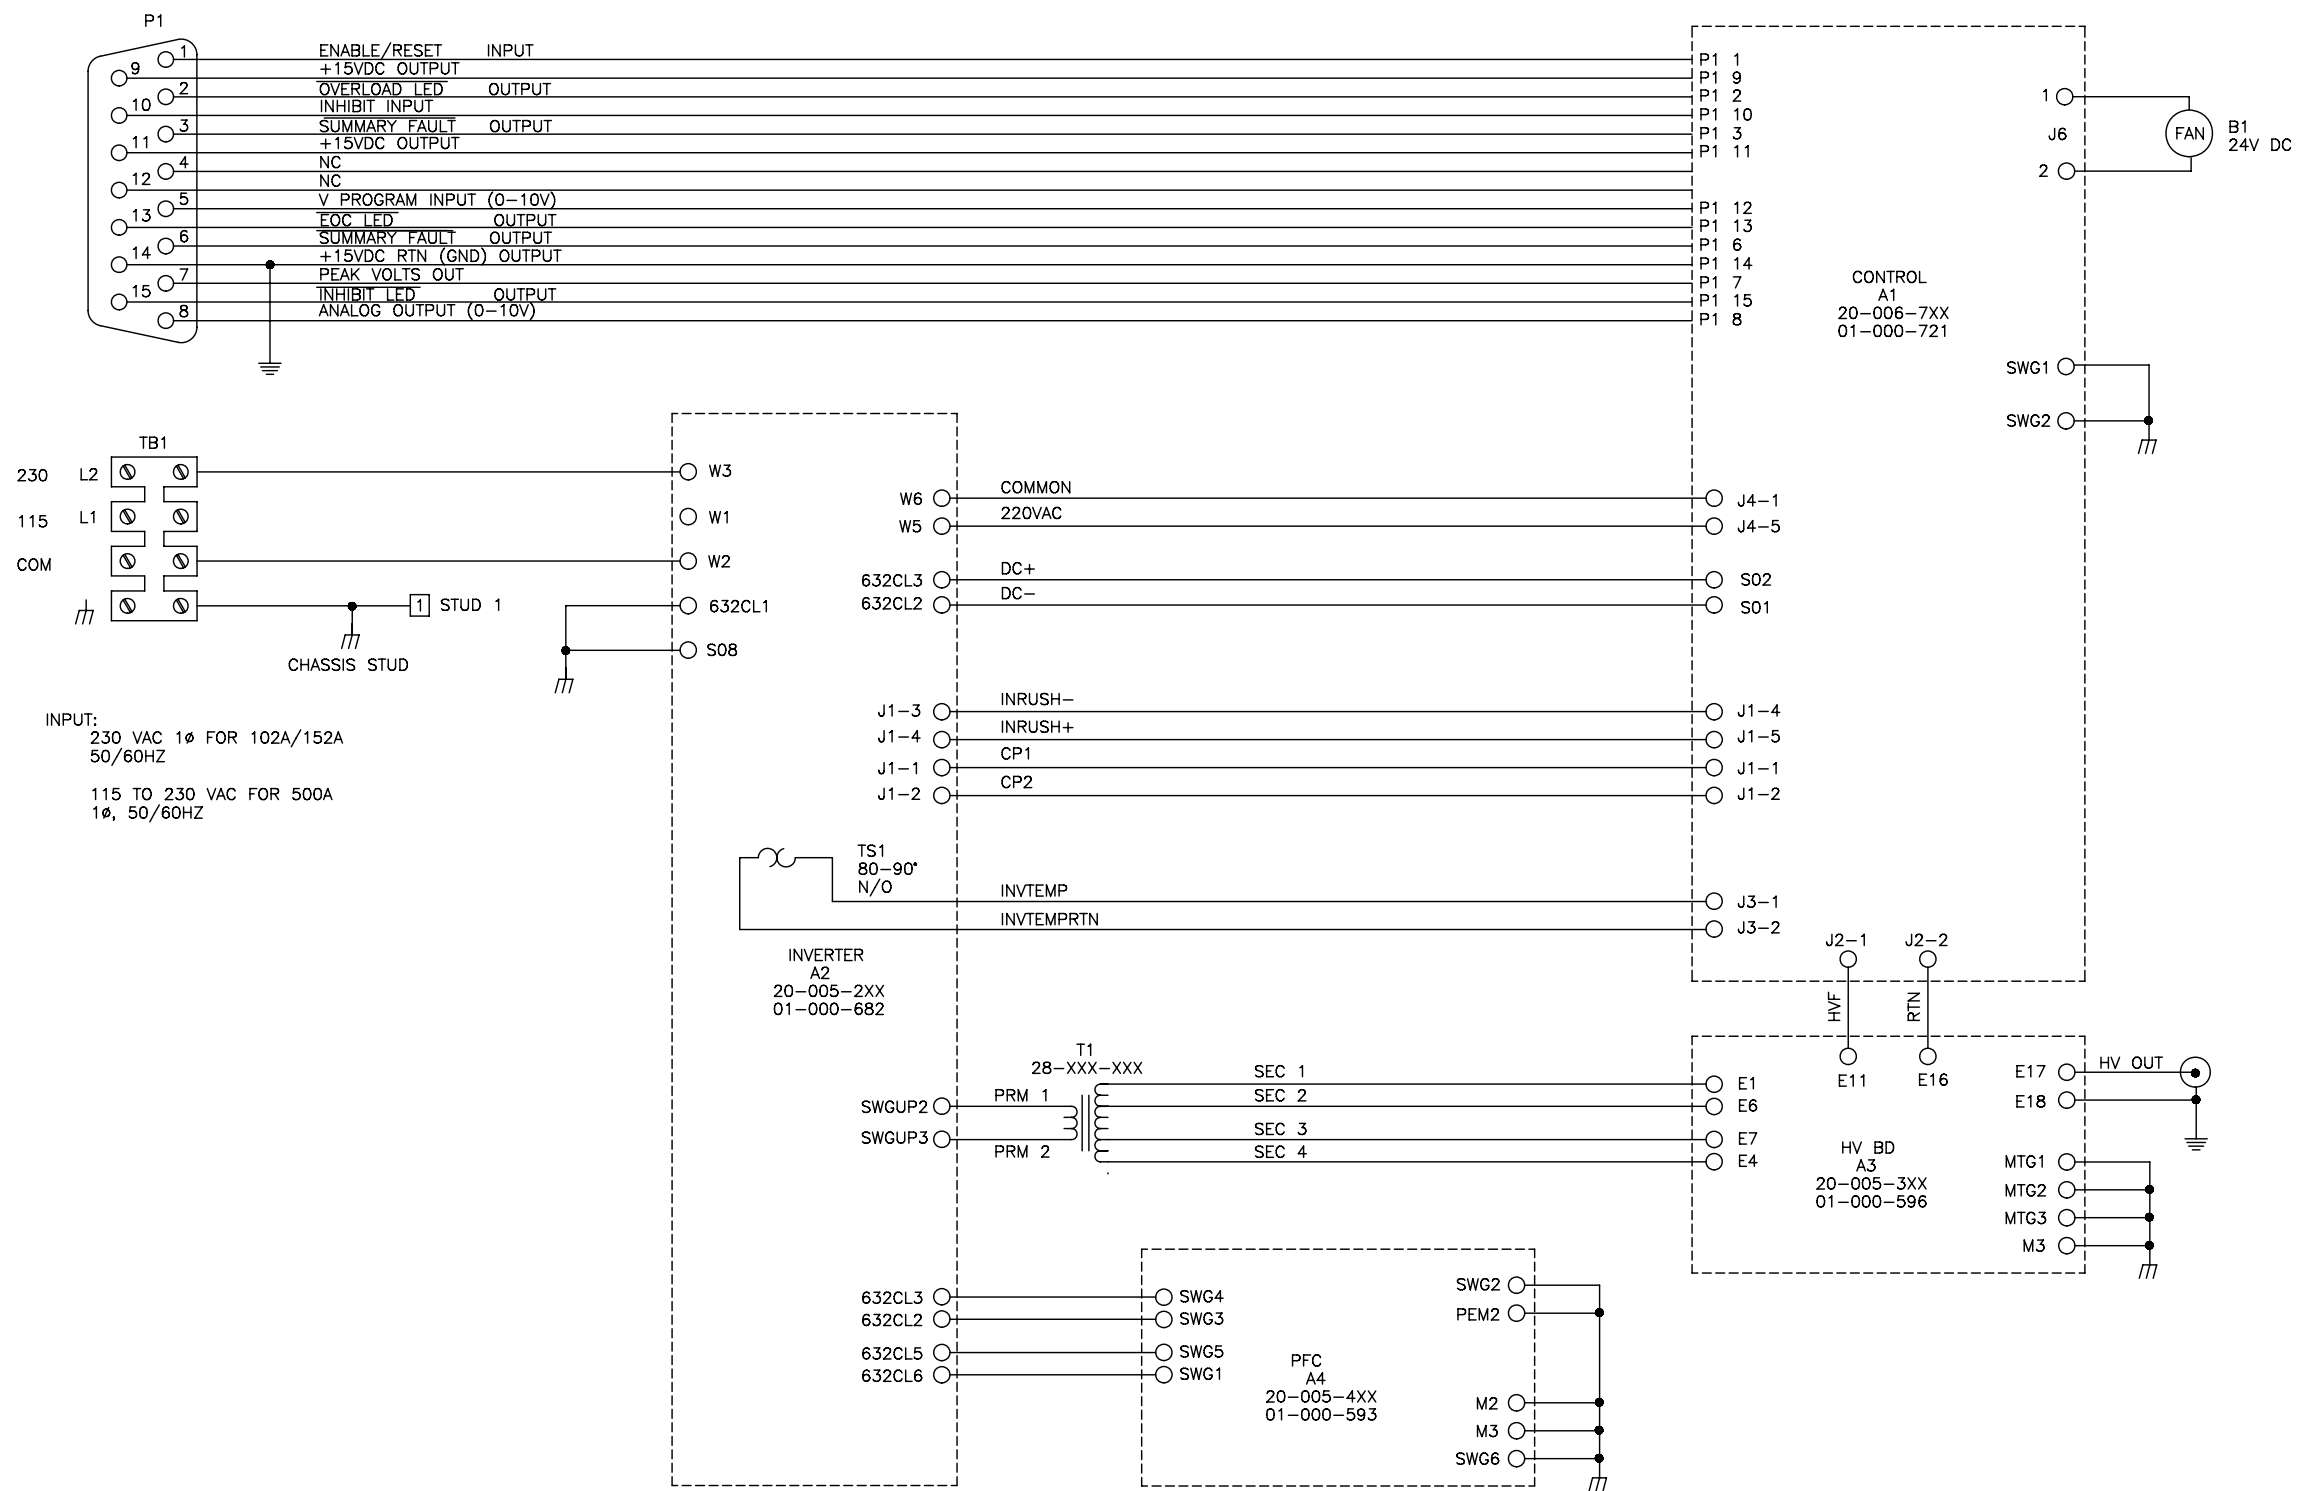 P1
1 ENABLE/RESET INPUT P1 1
9 +15VDC OUTPUT P1 9
2 OVERLOAD LED OUTPUT P1 2
10 INHIBIT INPUT P1 10
3 SUMMARY FAULT OUTPUT P1 3
11 +15VDC OUTPUT P1 11
4 NC
12 NC
5 V PROGRAM INPUT (0-10V) P1 12
13 EOC LED OUTPUT P1 13
6 SUMMARY FAULT OUTPUT P1 6
14 +15VDC RTN (GND) OUTPUT P1 14
7 PEAK VOLTS OUT P1 7
15 INHIBIT LED OUTPUT P1 15
8 ANALOG OUTPUT (0-10V) P1 8
1
J6
2
FAN
B1
24V DC
CONTROL
A1
20-006-7XX
01-000-721
SWG1
SWG2
TB1
230 L2
115 L1
COM
1 STUD 1
CHASSIS STUD
INPUT:
230 VAC 1ø FOR 102A/152A
50/60HZ
115 TO 230 VAC FOR 500A
1ø, 50/60HZ
W3
W1
W2
632CL1
S08
W6 COMMON J4-1
W5 220VAC J4-5
632CL3 DC+ S02
632CL2 DC- S01
J1-3 INRUSH- J1-4
J1-4 INRUSH+ J1-5
J1-1 CP1 J1-1
J1-2 CP2 J1-2
TS1
80-90°
N/O
INVTEMP J3-1
INVTEMPRTN J3-2
INVERTER
A2
20-005-2XX
01-000-682
J2-1 J2-2
HVF RTN
E11 E16
T1
28-XXX-XXX
SWGUP2 PRM 1
SWGUP3 PRM 2
SEC 1 E1
SEC 2 E6
SEC 3 E7
SEC 4 E4
HV BD
A3
20-005-3XX
01-000-596
E17 HV OUT
E18
MTG1
MTG2
MTG3
M3
632CL3 SWG4
632CL2 SWG3
632CL5 SWG5
632CL6 SWG1
PFC
A4
20-005-4XX
01-000-593
SWG2
PEM2
M2
M3
SWG6